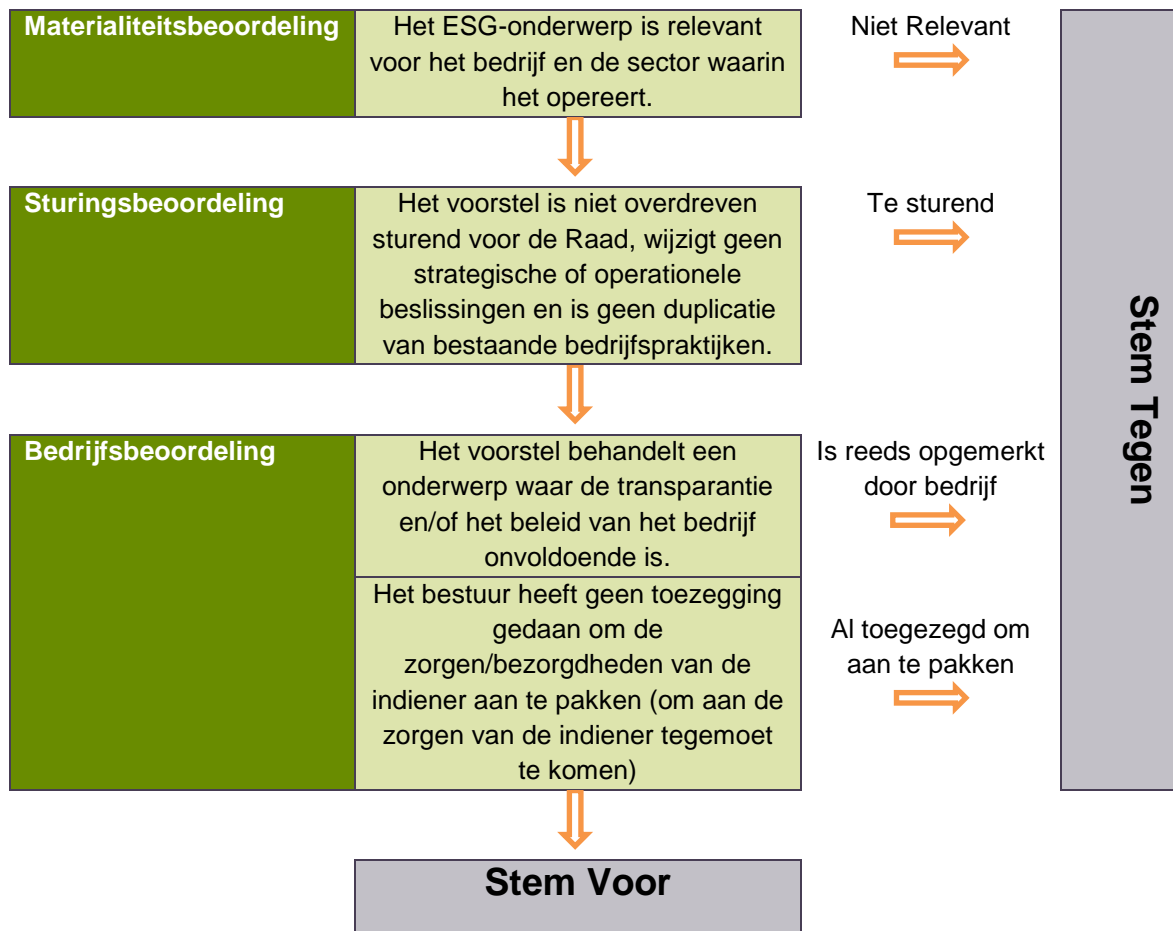 Materialiteitsbeoordeling
Het ESG-onderwerp is relevant
voor het bedrijf en de sector waarin
het opereert.
Niet Relevant
Sturingsbeoordeling
Het voorstel is niet overdreven
sturend voor de Raad, wijzigt geen
strategische of operationele
beslissingen en is geen duplicatie
van bestaande bedrijfspraktijken.
Te sturend
Bedrijfsbeoordeling
Het voorstel behandelt een
onderwerp waar de transparantie
en/of het beleid van het bedrijf
onvoldoende is.
Is reeds opgemerkt
door bedrijf
Het bestuur heeft geen toezegging
gedaan om de
zorgen/bezorgdheden van de
indiener aan te pakken (om aan de
zorgen van de indiener tegemoet
te komen)
Al toegezegd om
aan te pakken
Stem Tegen
Stem Voor